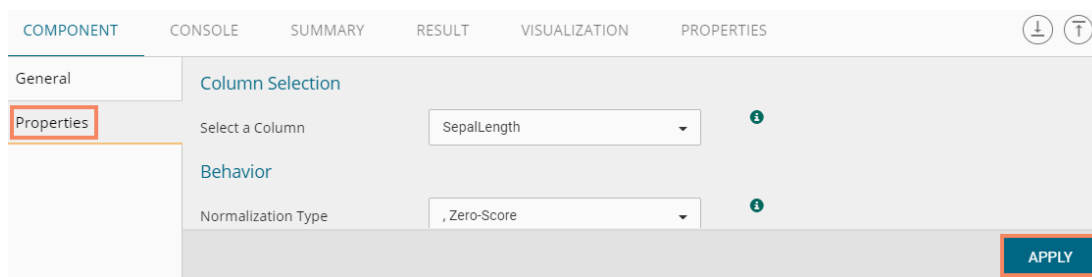 COMPONENT CONSOLE SUMMARY RESULT VISUALIZATION PROPERTIES
General
Properties
Column Selection
Select a Column SepalLength
Behavior
Normalization Type , Zero-Score
APPLY